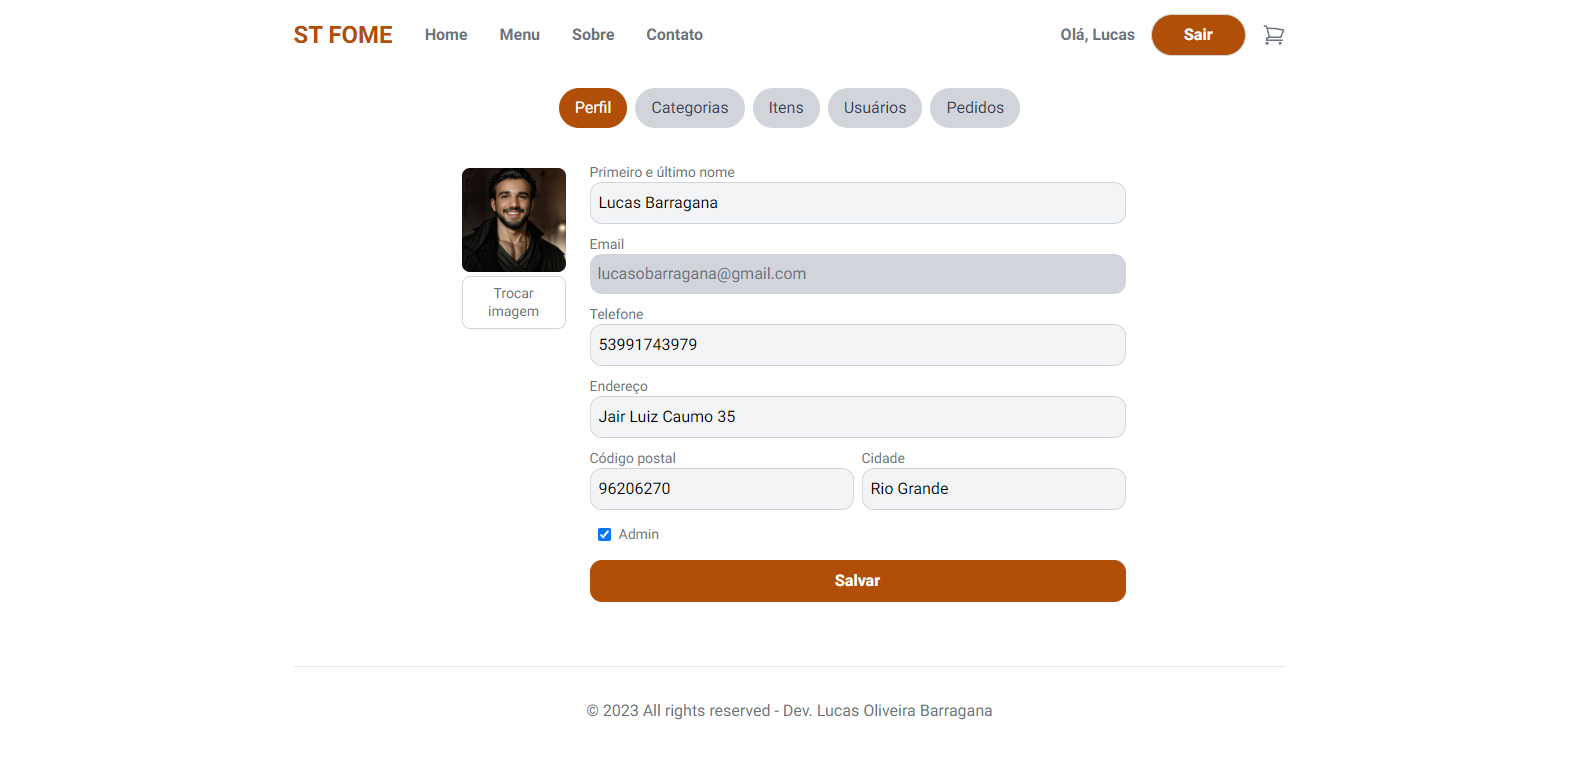 ST FOME Home Menu Sobre Contato Olá, Lucas Sair
Perfil Categorias Itens Usuários Pedidos
Trocar
imagem
Primeiro e último nome
Lucas Barragana
Email
lucasobarragana@gmail.com
Telefone
53991743979
Endereço
Jair Luiz Caumo 35
Código postal Cidade
96206270 Rio Grande
Admin
Salvar
© 2023 All rights reserved - Dev. Lucas Oliveira Barragana